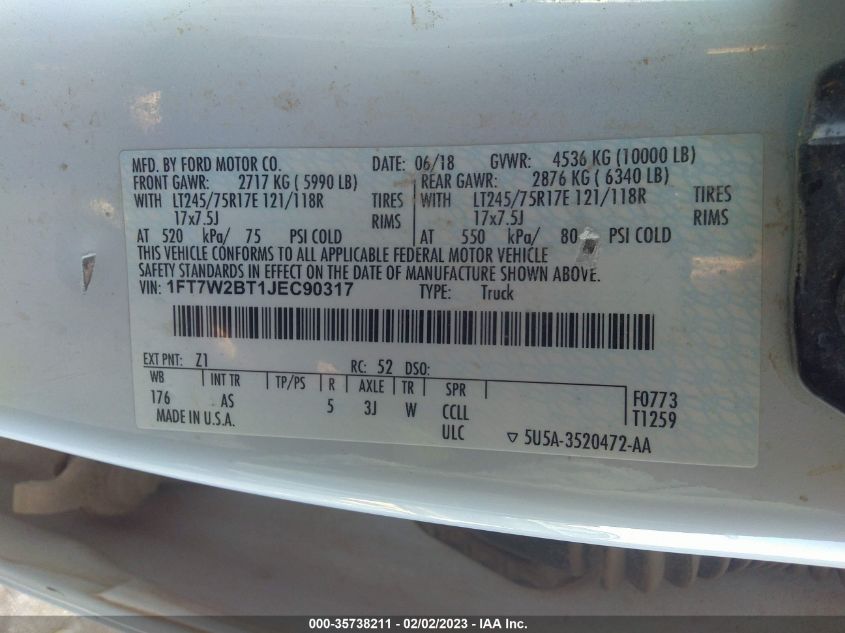 MFD. BY FORD MOTOR CO. DATE: 06/18 GVWR: 4536 KG (10000 LB)
FRONT GAWR: 2717 KG ( 5990 LB) REAR GAWR: 2876 KG ( 6340 LB)
WITH LT245/75R17E 121/118R TIRES WITH LT245/75R17E 121/118R TIRES
17x7.5J RIMS 17x7.5J RIMS
AT 520 kPa/ 75 PSI COLD AT 550 kPa/ 80 PSI COLD
THIS VEHICLE CONFORMS TO ALL APPLICABLE FEDERAL MOTOR VEHICLE
SAFETY STANDARDS IN EFFECT ON THE DATE OF MANUFACTURE SHOWN ABOVE.
VIN: 1FT7W2BT1JEC90317 TYPE: Truck
EXT PNT: Z1 RC: 52 DSO:
WB INT TR TP/PS R AXLE TR SPR F0773
176 AS 5 3J W CCLL T1259
MADE IN U.S.A. ULC ▽ 5U5A-3520472-AA
000-35738211 - 02/02/2023 - IAA Inc.